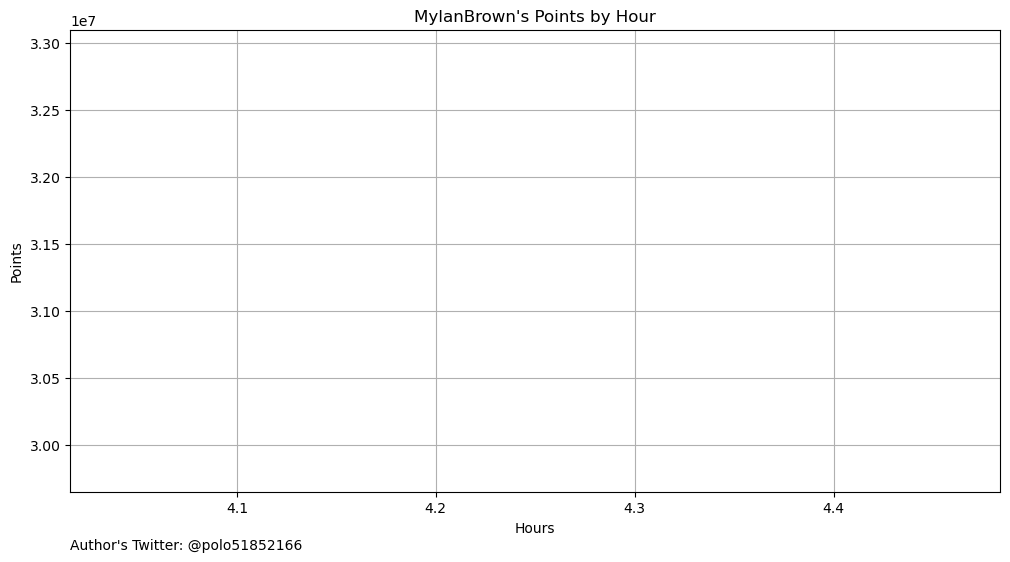 MylanBrown's Points by Hour
1e7
3.30
3.25
3.20
3.15
3.10
3.05
3.00
Points
4.1 4.2 4.3 4.4
Hours
Author's Twitter: @polo51852166